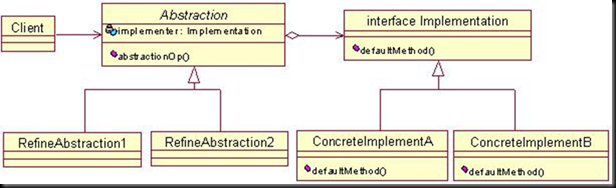 Client
Abstraction
implementer: Implementation
abstractionOp()
interface Implementation
defaultMethod()
RefineAbstraction1
RefineAbstraction2
ConcreteImplementA
defaultMethod()
ConcreteImplementB
defaultMethod()